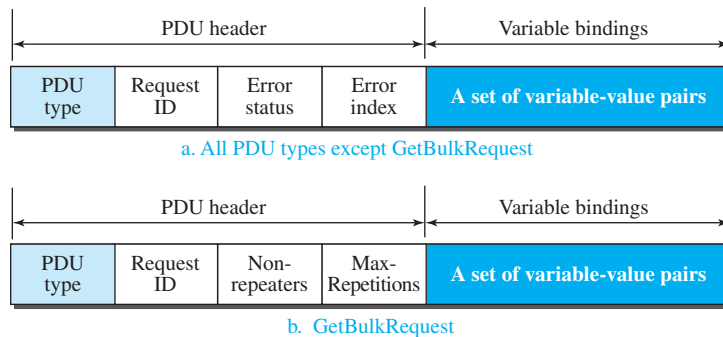 PDU header Variable bindings
PDU type Request ID Error status Error index A set of variable-value pairs
a. All PDU types except GetBulkRequest
PDU header Variable bindings
PDU type Request ID Non-repeaters Max-Repetitions A set of variable-value pairs
b. GetBulkRequest